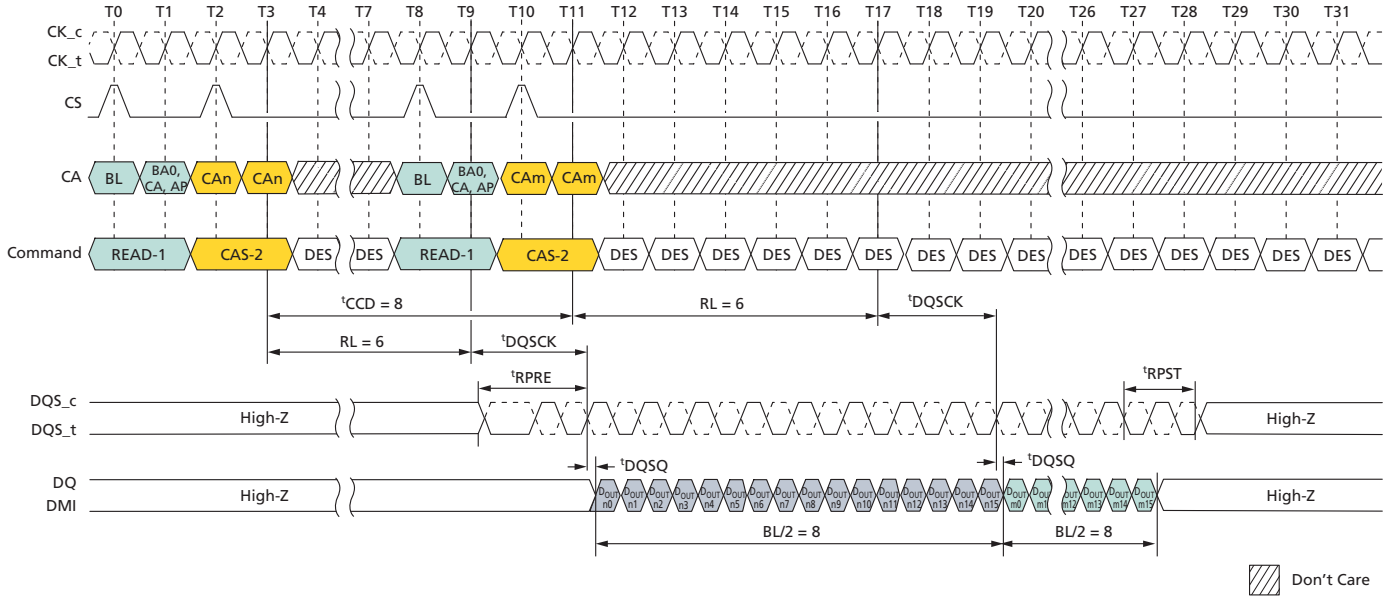 T0 T1 T2 T3 T4 T7 T8 T9 T10 T11 T12 T13 T14 T15 T16 T17 T18 T19 T20 T26 T27 T28 T29 T30 T31
CK_c
CK_t
CS
CA BL BA0, CA, AP CAn CAn BL BA0, CA, AP CAm CAm
Command READ-1 CAS-2 DES DES READ-1 CAS-2 DES DES DES DES DES DES DES DES DES DES DES DES DES DES DES
tCCD = 8 RL = 6 tDQSCK
RL = 6 tDQSCK
tRPRE tRPST
DQS_c
High-Z High-Z
DQS_t
tDQSQ tDQSQ
DQ
High-Z DOUT n0 DOUT n1 DOUT n2 DOUT n3 DOUT n4 DOUT n5 DOUT n6 DOUT n7 DOUT n8 DOUT n9 DOUT n10 DOUT n11 DOUT n12 DOUT n13 DOUT n14 DOUT n15 DOUT m0 DOUT m1 DOUT m12 DOUT m13 DOUT m14 DOUT m15 High-Z
DMI
BL/2 = 8 BL/2 = 8
Don't Care